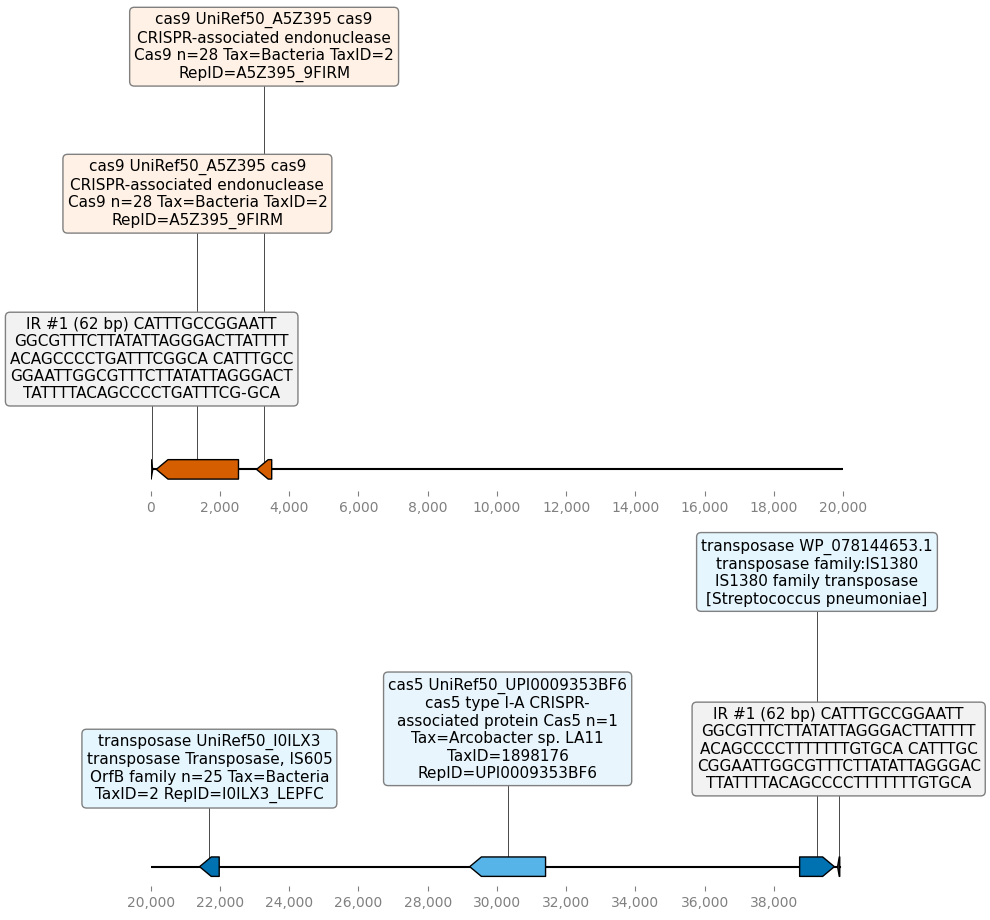 cas9 UniRef50_A5Z395 cas9
CRISPR-associated endonuclease
Cas9 n=28 Tax=Bacteria TaxID=2
RepID=A5Z395_9FIRM
cas9 UniRef50_A5Z395 cas9
CRISPR-associated endonuclease
Cas9 n=28 Tax=Bacteria TaxID=2
RepID=A5Z395_9FIRM
IR #1 (62 bp) CATTTGCCGGAATT
GGCGTTTCTTATATTAGGGACTTATTTT
ACAGCCCCTGATTTCGGCA CATTTGCC
GGAATTGGCGTTTCTTATATTAGGGACT
TATTTTACAGCCCCTGATTTCG-GCA
0 2,000 4,000 6,000 8,000 10,000 12,000 14,000 16,000 18,000 20,000
transposase WP_078144653.1
transposase family:IS1380
IS1380 family transposase
[Streptococcus pneumoniae]
cas5 UniRef50_UPI0009353BF6
cas5 type I-A CRISPR-
associated protein Cas5 n=1
Tax=Arcobacter sp. LA11
TaxID=1898176
RepID=UPI0009353BF6
IR #1 (62 bp) CATTTGCCGGAATT
GGCGTTTCTTATATTAGGGACTTATTTT
ACAGCCCCTTTTTTTGTGCA CATTTGC
CGGAATTGGCGTTTCTTATATTAGGGAC
TTATTTTACAGCCCCTTTTTTTGTGCA
transposase UniRef50_I0ILX3
transposase Transposase, IS605
OrfB family n=25 Tax=Bacteria
TaxID=2 RepID=I0ILX3_LEPFC
20,000 22,000 24,000 26,000 28,000 30,000 32,000 34,000 36,000 38,000